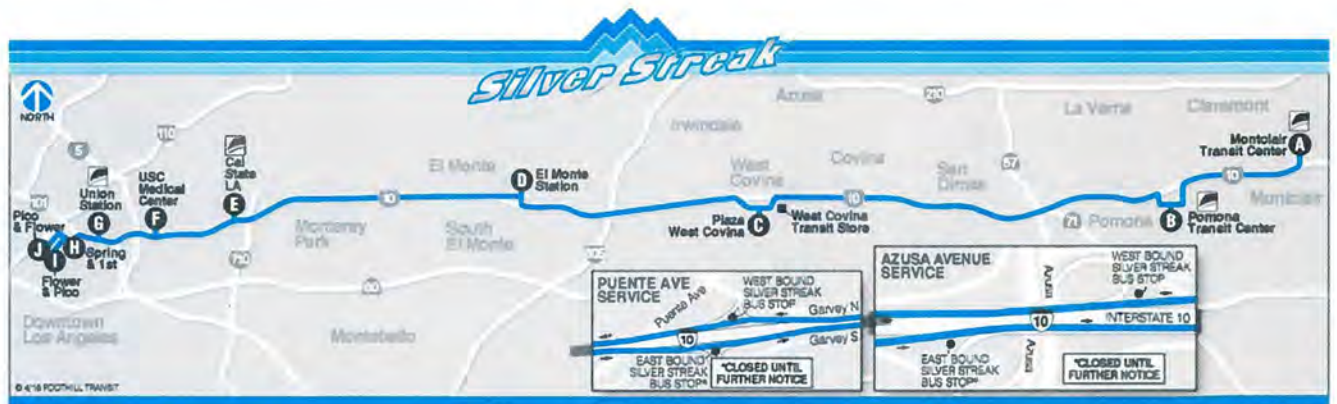 Silver Streak
NORTH
5
110
101
Pico
& Flower
J
I
Flower
& Pico
H
Spring
& 1st
Union
Station
G
USC
Medical
Center
F
Cal
State
LA
E
710
Downtown
Los Angeles
Monterey
Park
Montebello
El Monte
10
South
El Monte
60
D
El Monte
Station
605
Irwindale
Azusa
210
West
Covina
Covina
10
San
Dimas
57
La Verne
Claremont
Plaza
West Covina
C
West Covina
Transit Store
71
Pomona
B
Pomona
Transit Center
10
Montclair
Montclair
Transit Center
A
PUENTE AVE
SERVICE
Puente Ave
WEST BOUND
SILVER STREAK
BUS STOP
Garvey N
10
Garvey S
EAST BOUND
SILVER STREAK
BUS STOP*
*CLOSED UNTIL
FURTHER NOTICE
AZUSA AVENUE
SERVICE
Azusa
WEST BOUND
SILVER STREAK
BUS STOP
10
INTERSTATE 10
EAST BOUND
SILVER STREAK
BUS STOP*
Azusa
*CLOSED UNTIL
FURTHER NOTICE
© 4/16 FOOTHILL TRANSIT